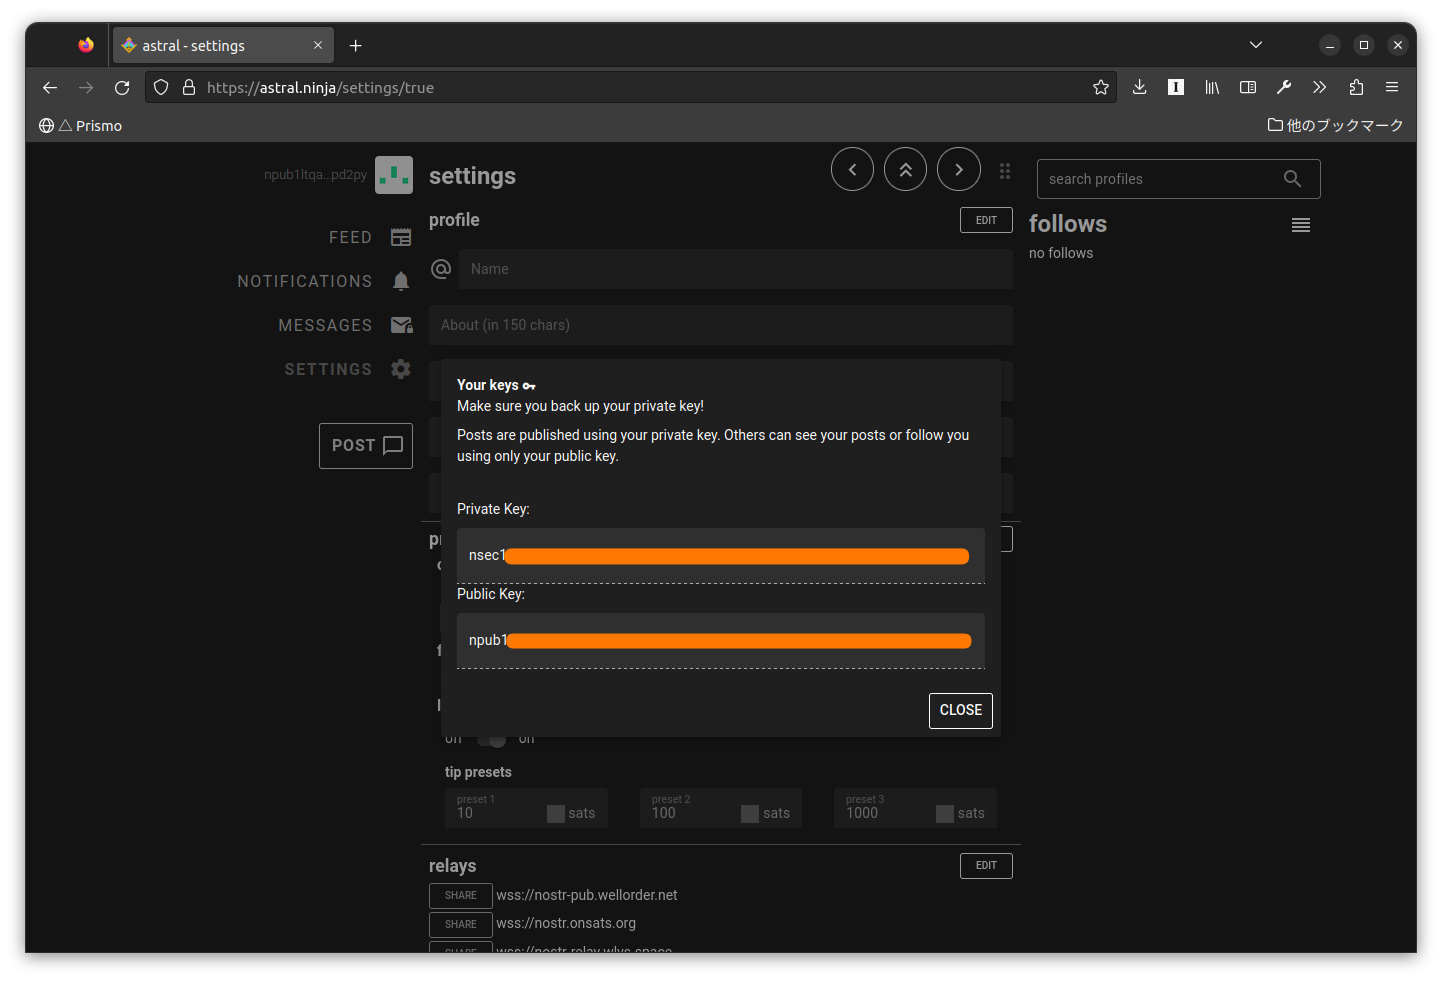 astral - settings
https://astral.ninja/settings/true
△ Prismo
他のブックマーク
npub1ltqa...pd2py
FEED
NOTIFICATIONS
MESSAGES
SETTINGS
POST
settings
profile
EDIT
Name
About (in 150 chars)
Your keys
Make sure you back up your private key!
Posts are published using your private key. Others can see your posts or follow you
using only your public key.
Private Key:
nsec1
Public Key:
npub1
CLOSE
on
tip presets
preset 1
10 sats
preset 2
100 sats
preset 3
1000 sats
relays
EDIT
SHARE wss://nostr-pub.wellorder.net
SHARE wss://nostr.onsats.org
search profiles
follows
no follows